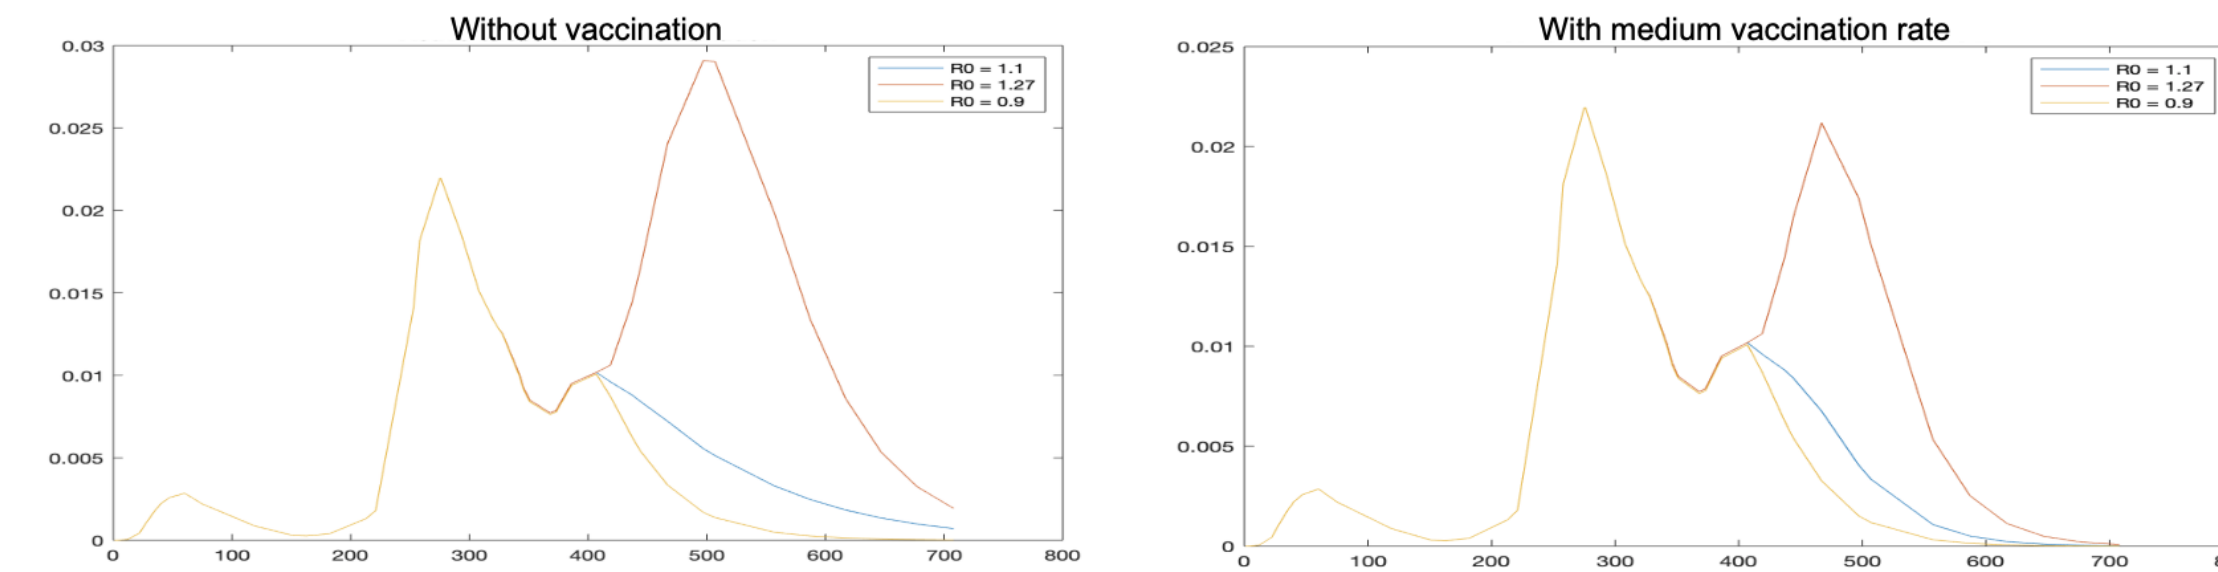 Without vaccination
0.03
0.025
0.02
0.015
0.01
0.005
0
0 100 200 300 400 500 600 700 800
R0 = 1.1
R0 = 1.27
R0 = 0.9
With medium vaccination rate
0.025
0.02
0.015
0.01
0.005
0
0 100 200 300 400 500 600 700
R0 = 1.1
R0 = 1.27
R0 = 0.9